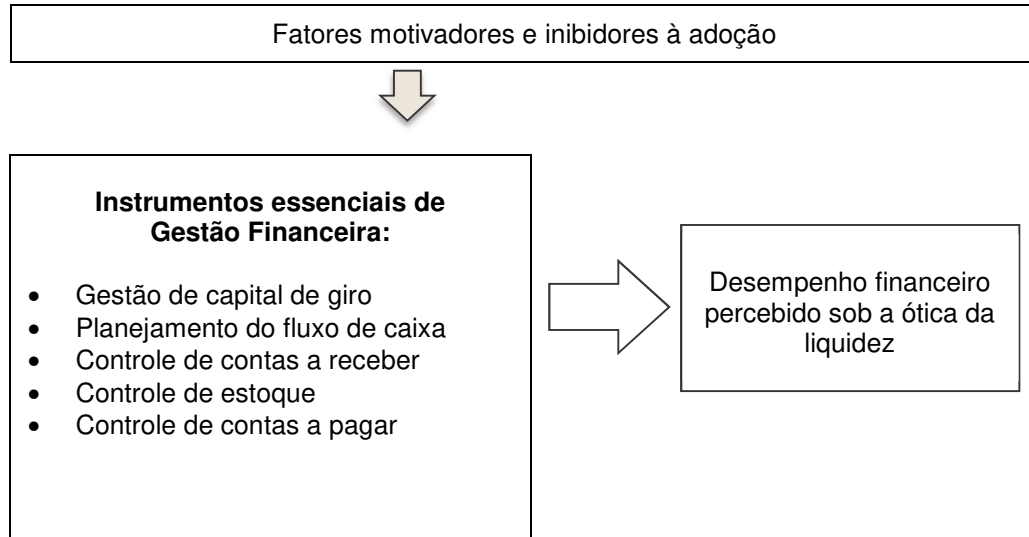 Fatores motivadores e inibidores à adoção
Instrumentos essenciais de
Gestão Financeira:
• Gestão de capital de giro
• Planejamento do fluxo de caixa
• Controle de contas a receber
• Controle de estoque
• Controle de contas a pagar
Desempenho financeiro
percebido sob a ótica da
liquidez